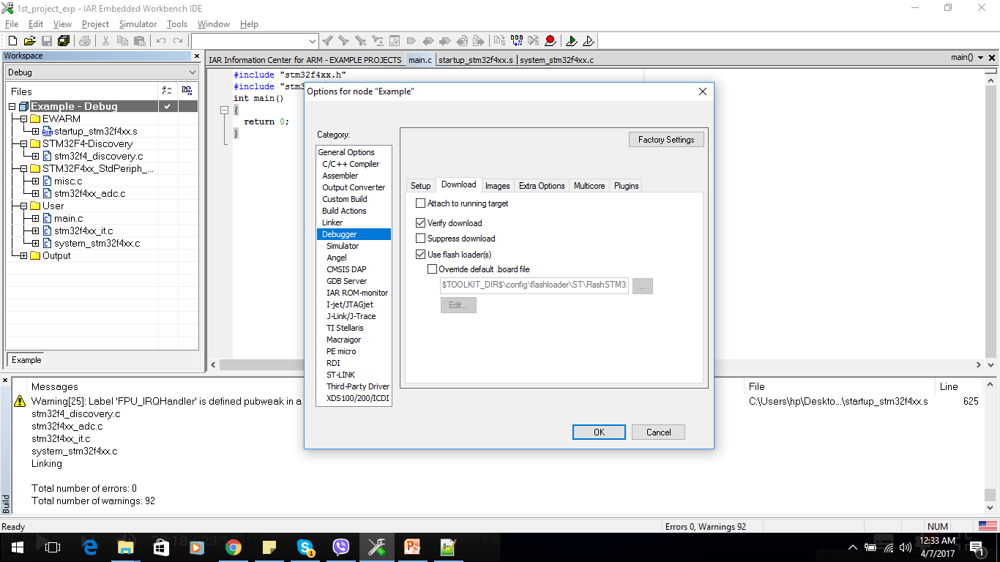 1st_project_exp - IAR Embedded Workbench IDE
File Edit View Project Simulator Tools Window Help
Workspace
Debug
Files
Example - Debug
EWARM
startup_stm32f4xx.s
STM32F4-Discovery
stm32f4_discovery.c
STM32F4xx_StdPeriph_...
misc.c
stm32f4xx_adc.c
User
main.c
stm32f4xx_it.c
system_stm32f4xx.c
Output
Example
IAR Information Center for ARM - EXAMPLE PROJECTS main.c startup_stm32f4xx.s system_stm32f4xx.c main()
#include "stm32f4xx.h"
#include "stm3
int main()
{
return 0;
}
Options for node "Example"
Category:
General Options
C/C++ Compiler
Assembler
Output Converter
Custom Build
Build Actions
Linker
Debugger
Simulator
Angel
CMSIS DAP
GDB Server
IAR ROM-monitor
I-jet/JTAGjet
J-Link/J-Trace
TI Stellaris
Macraigor
PE micro
RDI
ST-LINK
Third-Party Driver
XDS100/200/ICDI
Factory Settings
Setup Download Images Extra Options Multicore Plugins
Attach to running target
Verify download
Suppress download
Use flash loader(s)
Override default .board file
$TOOLKIT_DIR$\config\flashloader\ST\FlashSTM3
...
Edit...
OK Cancel
Messages File Line
Warning[25]: Label 'FPU_IRQHandler' is defined pubweak in a C:\Users\hp\Deskto...\startup_stm32f4xx.s 625
stm32f4_discovery.c
stm32f4xx_adc.c
stm32f4xx_it.c
system_stm32f4xx.c
Linking
Total number of errors: 0
Total number of warnings: 92
Build
Ready Errors 0, Warnings 92 NUM
12:33 AM
4/7/2017